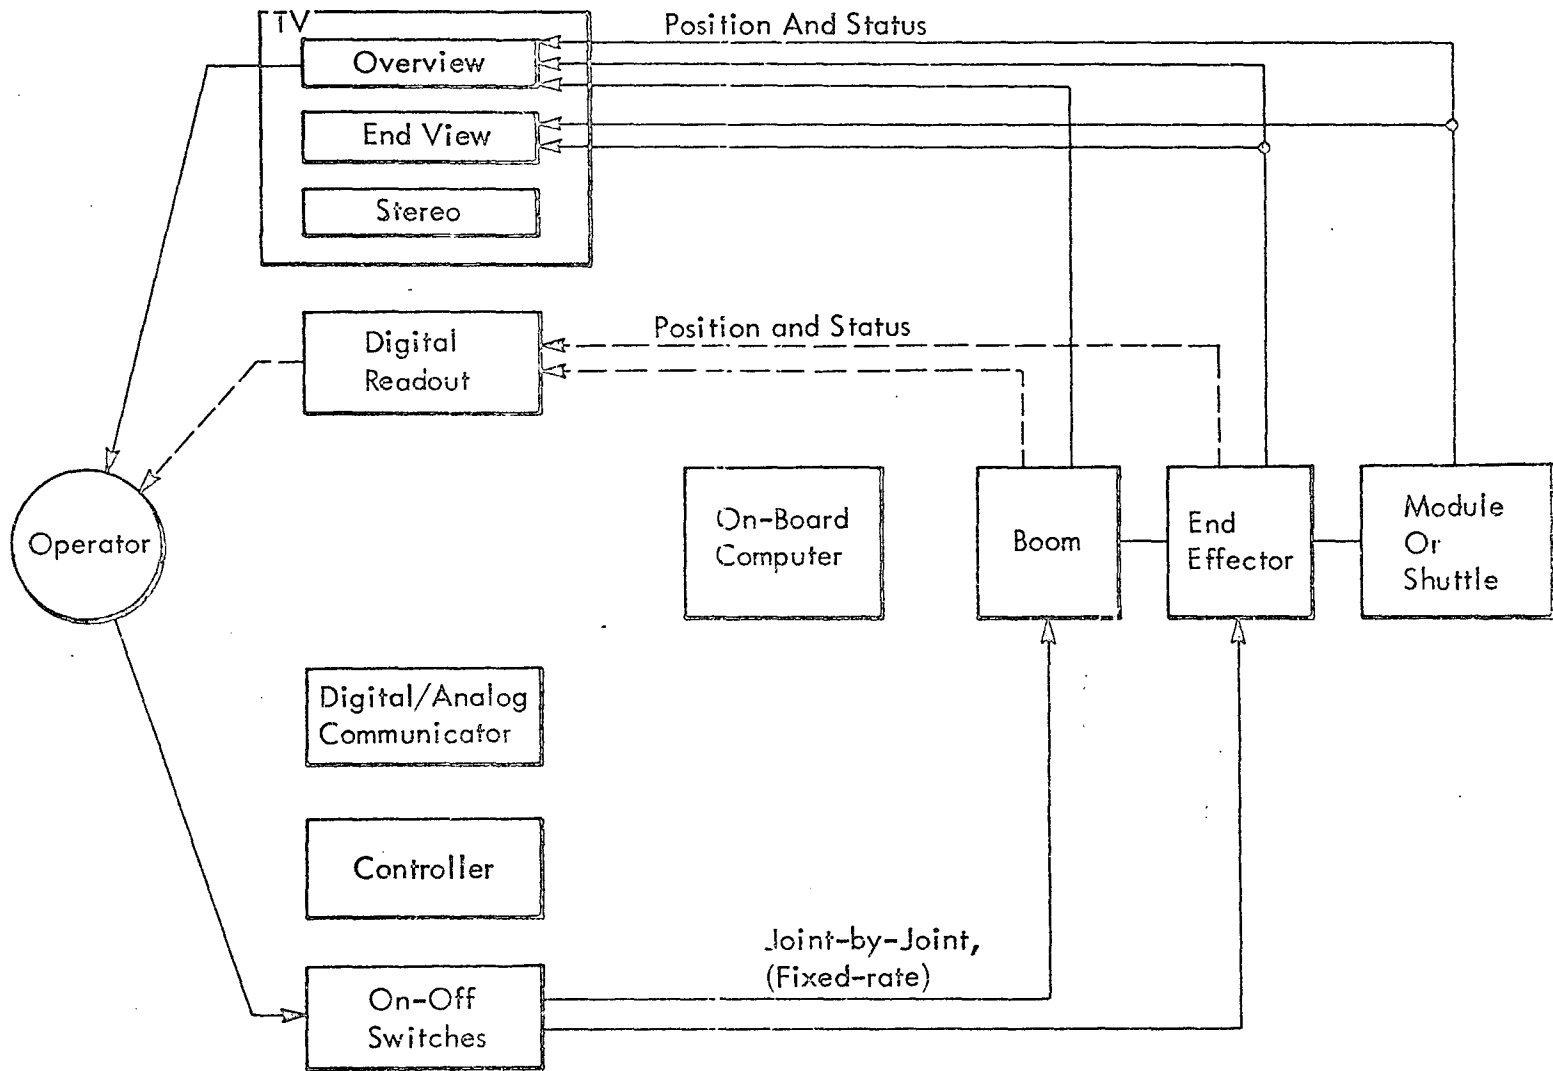 TV
Position And Status
Overview
End View
Stereo
Position and Status
Digital
Readout
Operator
On-Board
Computer
Boom
End
Effector
Module
Or
Shuttle
Digital/Analog
Communicator
Controller
Joint-by-Joint,
(Fixed-rate)
On-Off
Switches